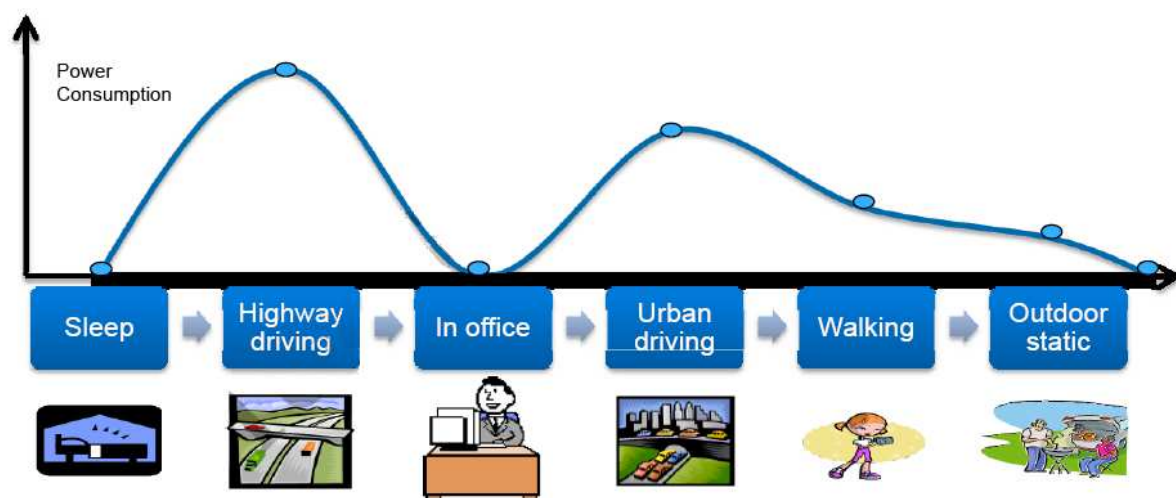 Power
Consumption
Sleep
Highway
driving
In office
Urban
driving
Walking
Outdoor
static